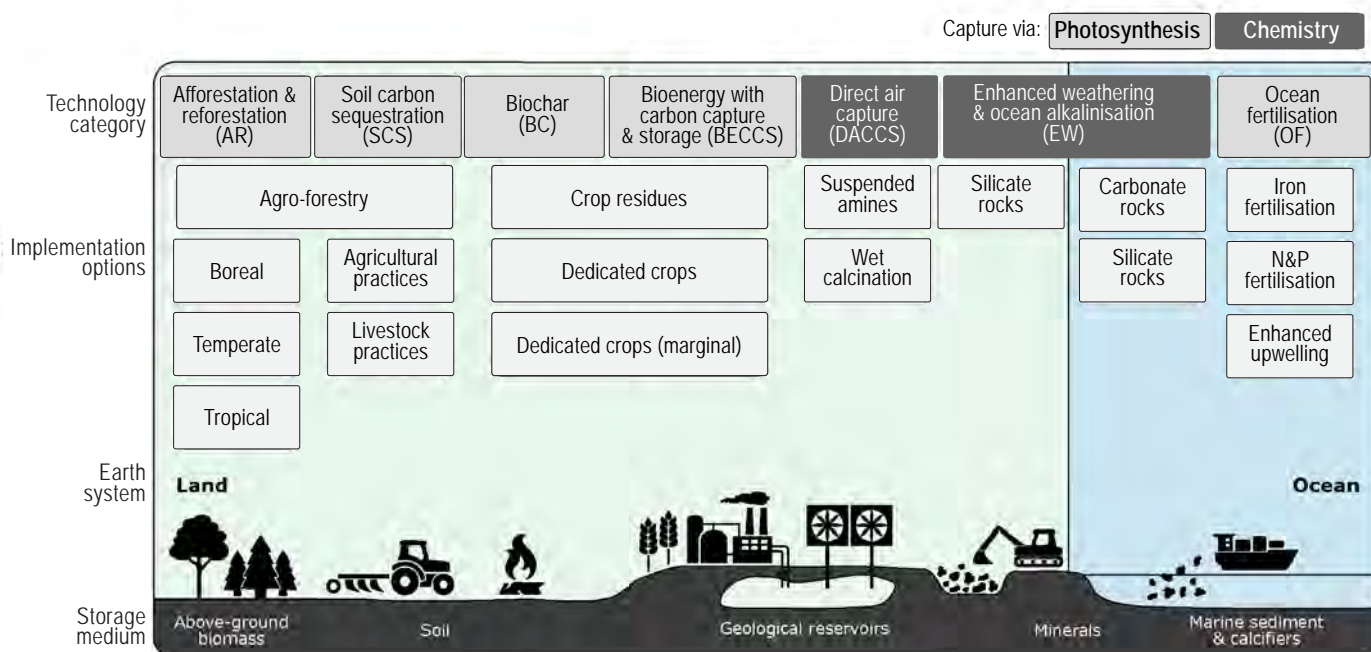 Capture via: Photosynthesis Chemistry
Technology
category
Afforestation &
reforestation
(AR)
Soil carbon
sequestration
(SCS)
Biochar
(BC)
Bioenergy with
carbon capture
& storage (BECCS)
Direct air
capture
(DACCS)
Enhanced weathering
& ocean alkalinisation
(EW)
Ocean
fertilisation
(OF)
Implementation
options
Agro-forestry
Crop residues
Suspended
amines
Silicate
rocks
Carbonate
rocks
Iron
fertilisation
Boreal
Agricultural
practices
Dedicated crops
Wet
calcination
Silicate
rocks
N&P
fertilisation
Temperate
Livestock
practices
Dedicated crops (marginal)
Enhanced
upwelling
Tropical
Earth
system
Land
Ocean
Storage
medium
Above-ground
biomass
Soil
Geological reservoirs
Minerals
Marine sediment
& calcifiers